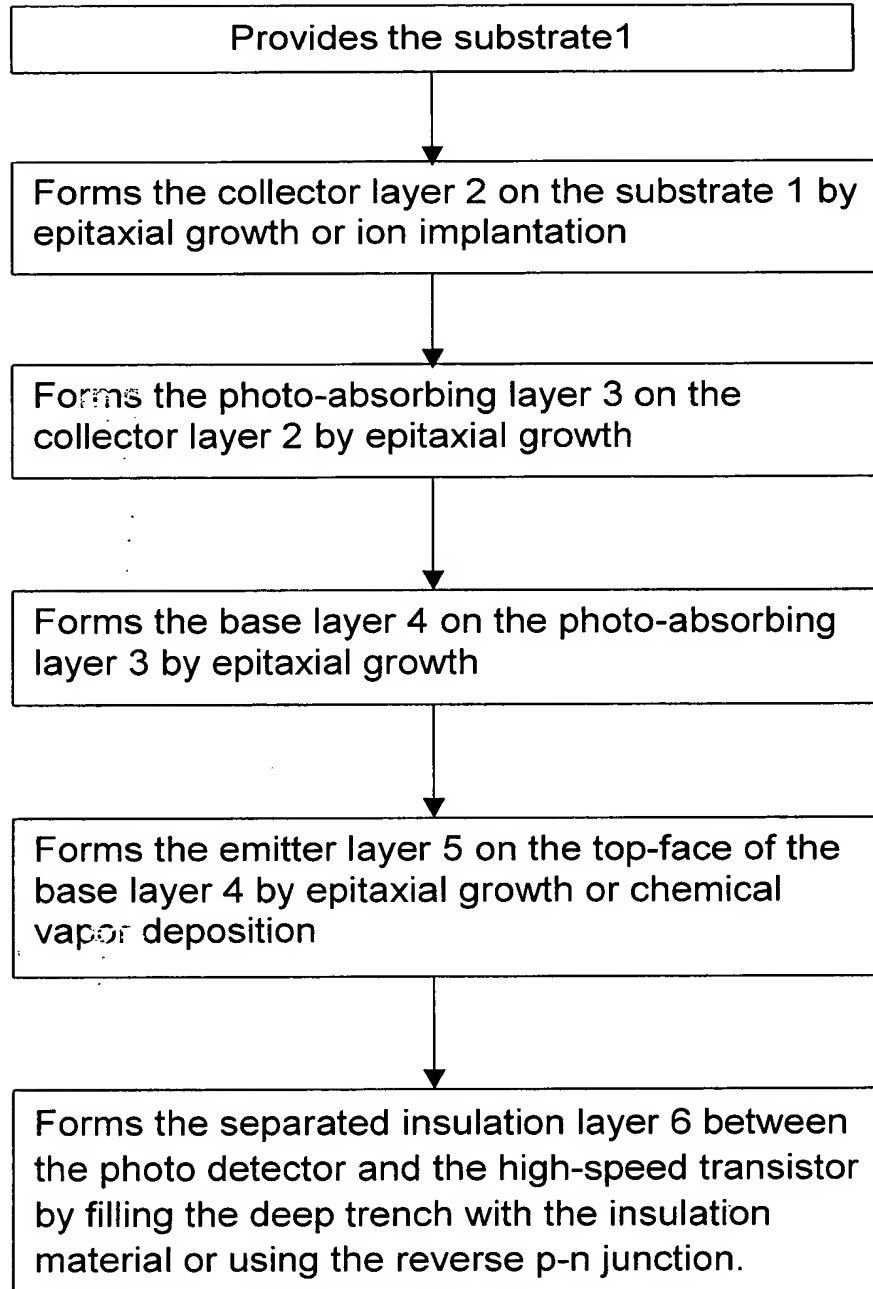 Provides the substrate1
Forms the collector layer 2 on the substrate 1 by
epitaxial growth or ion implantation
Forms the photo-absorbing layer 3 on the
collector layer 2 by epitaxial growth
Forms the base layer 4 on the photo-absorbing
layer 3 by epitaxial growth
Forms the emitter layer 5 on the top-face of the
base layer 4 by epitaxial growth or chemical
vapor deposition
Forms the separated insulation layer 6 between
the photo detector and the high-speed transistor
by filling the deep trench with the insulation
material or using the reverse p-n junction.